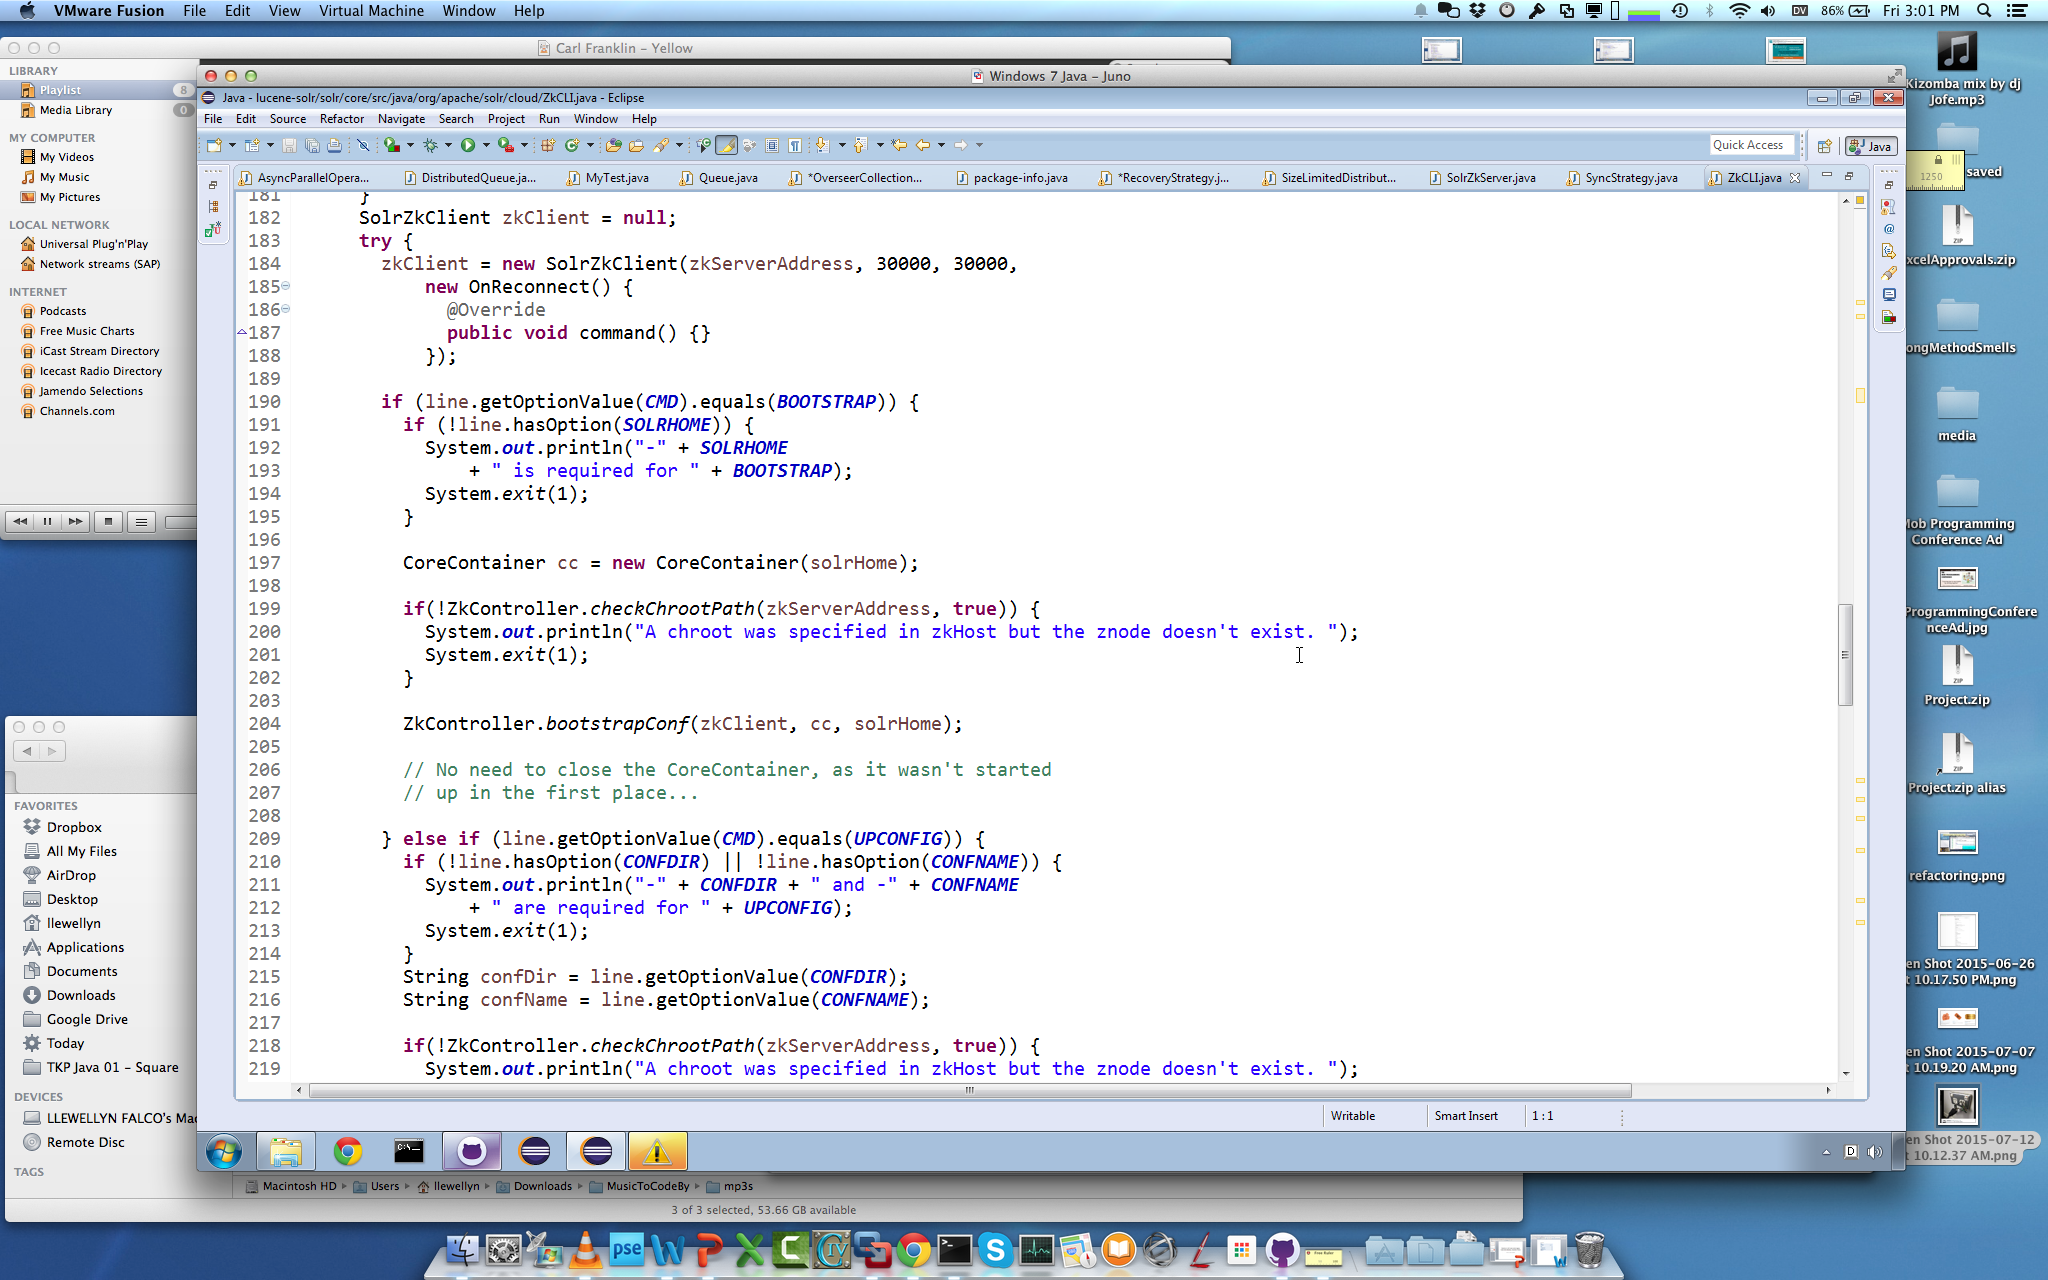 VMware Fusion File Edit View Virtual Machine Window Help
DV 86% Fri 3:01 PM
Carl Franklin – Yellow
LIBRARY
Playlist 8
Media Library 0
MY COMPUTER
My Videos
My Music
My Pictures
LOCAL NETWORK
Universal Plug'n'Play
Network streams (SAP)
INTERNET
Podcasts
Free Music Charts
iCast Stream Directory
Icecast Radio Directory
Jamendo Selections
Channels.com
FAVORITES
Dropbox
All My Files
AirDrop
Desktop
llewellyn
Applications
Documents
Downloads
Google Drive
Today
TKP Java 01 – Square
DEVICES
LLEWELLYN FALCO's Mac
Remote Disc
TAGS
Windows 7 Java – Juno
Java - lucene-solr/solr/core/src/java/org/apache/solr/cloud/ZkCLI.java - Eclipse
File Edit Source Refactor Navigate Search Project Run Window Help
Quick Access Java
AsyncParallelOpera... DistributedQueue.ja... MyTest.java Queue.java *OverseerCollection... package-info.java *RecoveryStrategy.j... SizeLimitedDistribut... SolrZkServer.java SyncStrategy.java ZkCLI.java
181 }
182 SolrZkClient zkClient = null;
183 try {
184 zkClient = new SolrZkClient(zkServerAddress, 30000, 30000,
185 new OnReconnect() {
186 @Override
187 public void command() {}
188 });
189
190 if (line.getOptionValue(CMD).equals(BOOTSTRAP)) {
191 if (!line.hasOption(SOLRHOME)) {
192 System.out.println("-" + SOLRHOME
193 + " is required for " + BOOTSTRAP);
194 System.exit(1);
195 }
196
197 CoreContainer cc = new CoreContainer(solrHome);
198
199 if(!ZkController.checkChrootPath(zkServerAddress, true)) {
200 System.out.println("A chroot was specified in zkHost but the znode doesn't exist. ");
201 System.exit(1);
202 }
203
204 ZkController.bootstrapConf(zkClient, cc, solrHome);
205
206 // No need to close the CoreContainer, as it wasn't started
207 // up in the first place...
208
209 } else if (line.getOptionValue(CMD).equals(UPCONFIG)) {
210 if (!line.hasOption(CONFDIR) || !line.hasOption(CONFNAME)) {
211 System.out.println("-" + CONFDIR + " and -" + CONFNAME
212 + " are required for " + UPCONFIG);
213 System.exit(1);
214 }
215 String confDir = line.getOptionValue(CONFDIR);
216 String confName = line.getOptionValue(CONFNAME);
217
218 if(!ZkController.checkChrootPath(zkServerAddress, true)) {
219 System.out.println("A chroot was specified in zkHost but the znode doesn't exist. ");
Writable Smart Insert 1 : 1
D
Macintosh HD Users llewellyn Downloads MusicToCodeBy mp3s
3 of 3 selected, 53.66 GB available
pse
Kizomba mix by dj
Jofe.mp3
1250
saved
ZIP
xcelApprovals.zip
ongMethodSmells
media
Mob Programming
Conference Ad
ProgrammingConfere
nceAd.jpg
ZIP
Project.zip
ZIP
Project.zip alias
refactoring.png
en Shot 2015-06-26
t 10.17.50 PM.png
en Shot 2015-07-07
t 10.19.20 AM.png
en Shot 2015-07-12
t 10.12.37 AM.png